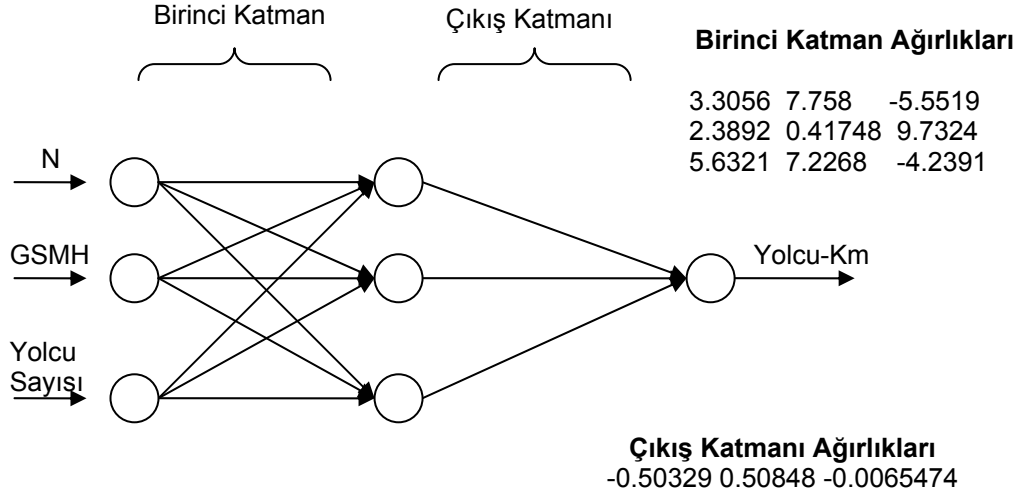 Birinci Katman
Çıkış Katmanı
Birinci Katman Ağırlıkları
3.3056 7.758 -5.5519
2.3892 0.41748 9.7324
5.6321 7.2268 -4.2391
N
GSMH
Yolcu-Km
Yolcu
Sayısı
Çıkış Katmanı Ağırlıkları
-0.50329 0.50848 -0.0065474